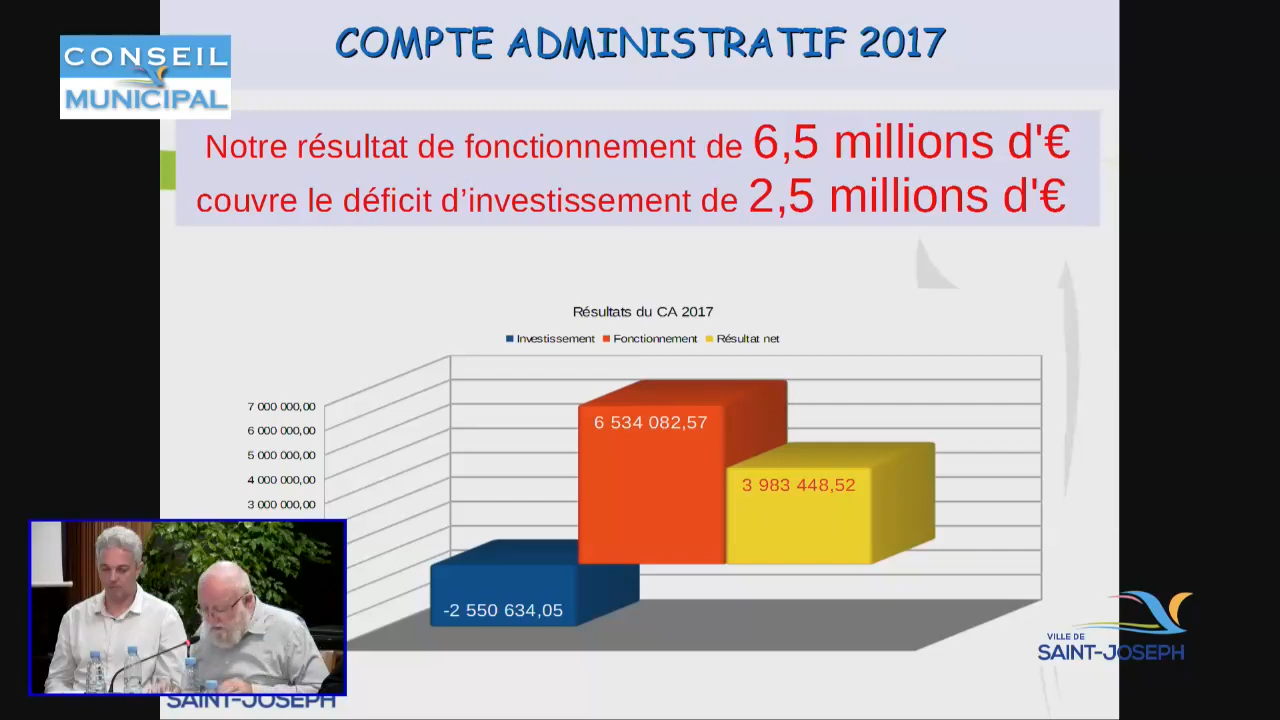 COMPTE ADMINISTRATIF 2017
CONSEIL
MUNICIPAL
Notre résultat de fonctionnement de 6,5 millions d'€
couvre le déficit d’investissement de 2,5 millions d'€
Résultats du CA 2017
Investissement Fonctionnement Résultat net
7 000 000,00
6 000 000,00
5 000 000,00
4 000 000,00
3 000 000,00
6 534 082,57
3 983 448,52
-2 550 634,05
VILLE DE
SAINT-JOSEPH
SAINT-JOSEPH